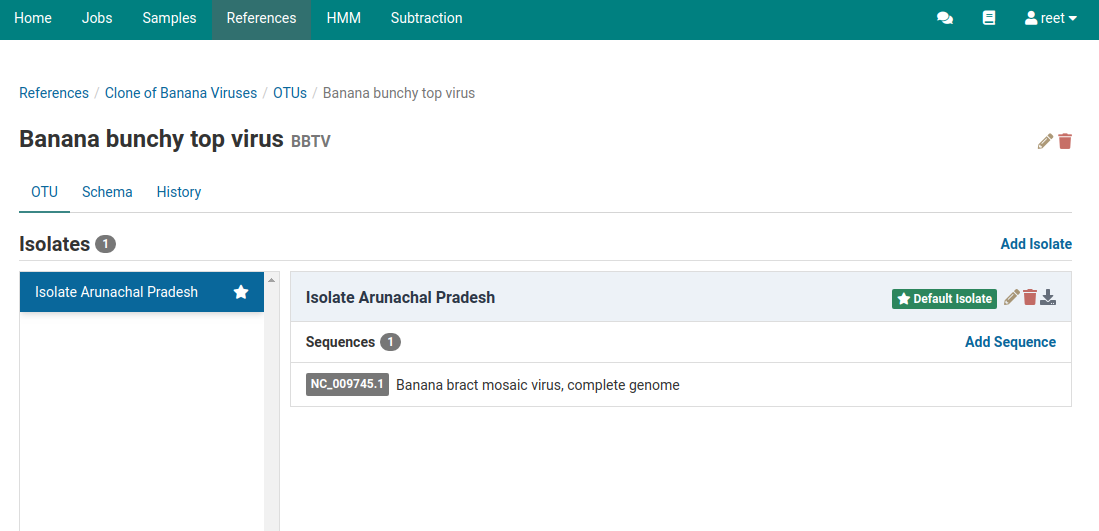 Home Jobs Samples References HMM Subtraction reet
References / Clone of Banana Viruses / OTUs / Banana bunchy top virus
Banana bunchy top virus BBTV
OTU Schema History
Isolates 1 Add Isolate
Isolate Arunachal Pradesh
Isolate Arunachal Pradesh Default Isolate
Sequences 1 Add Sequence
NC_009745.1 Banana bract mosaic virus, complete genome